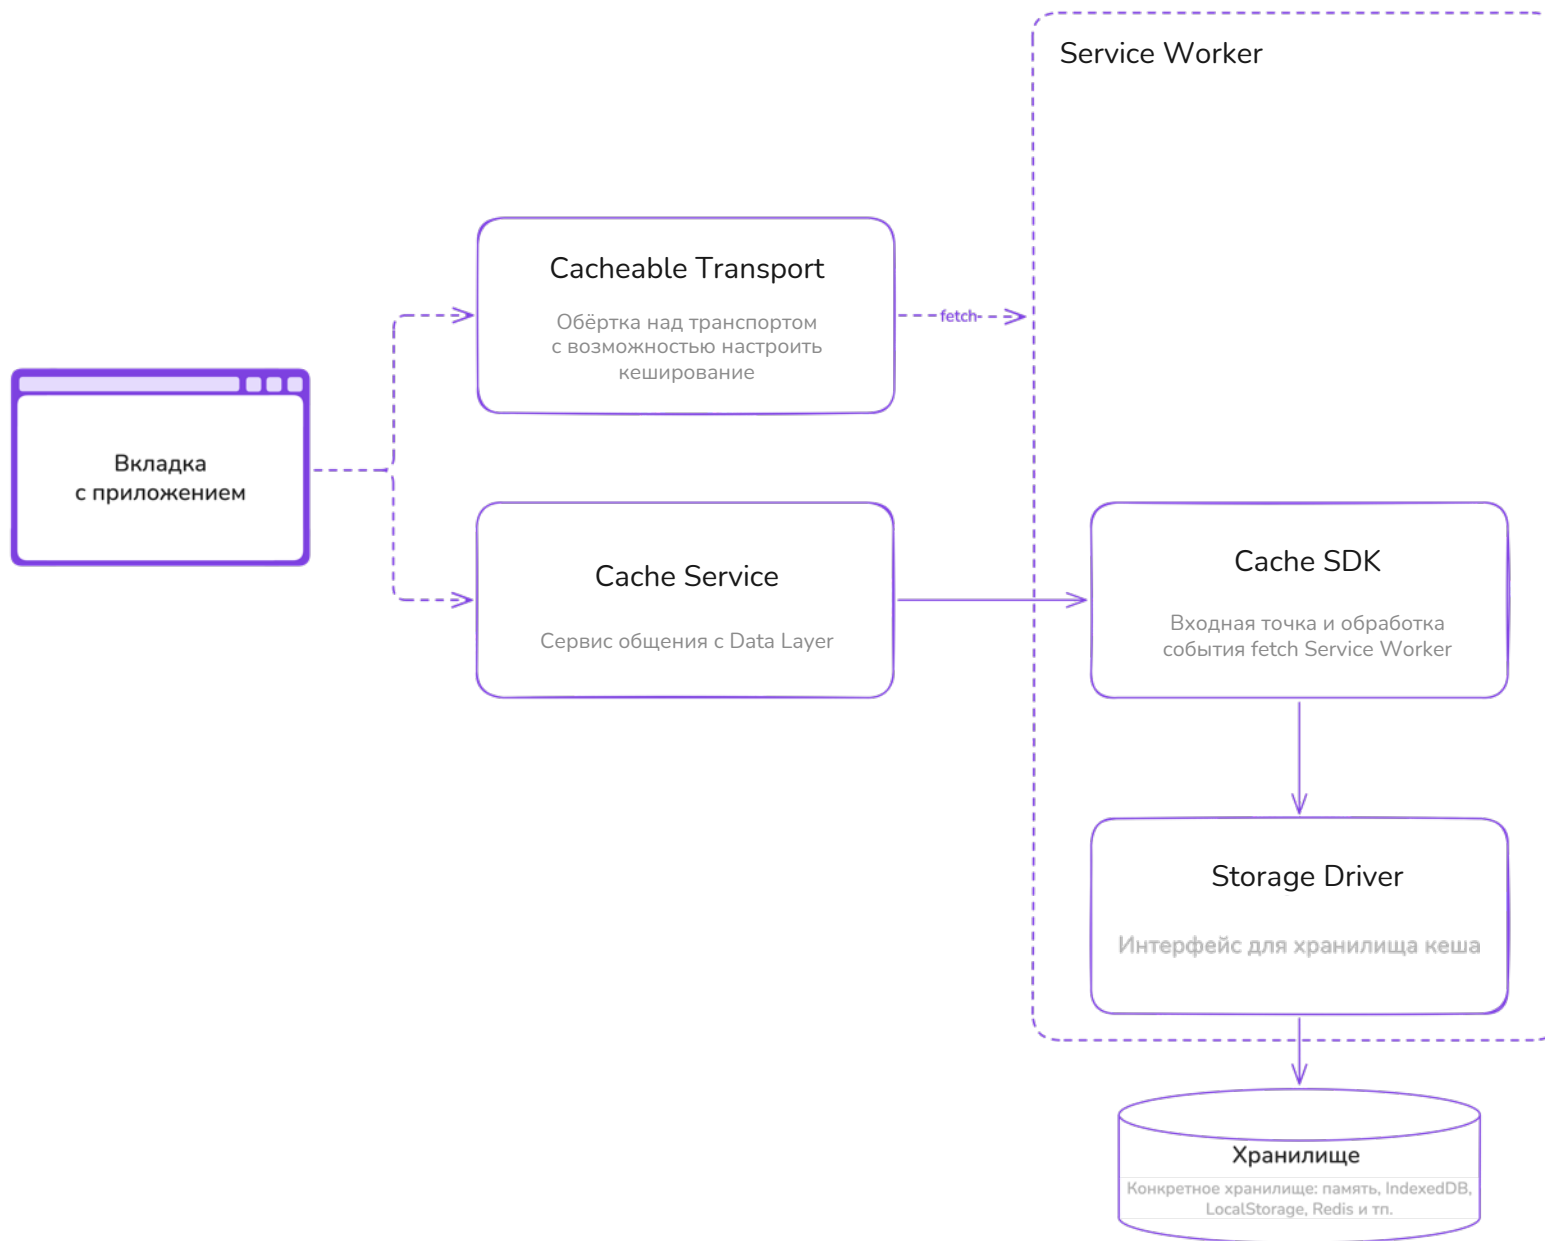 Service Worker
Cacheable Transport
Обёртка над транспортом
с возможностью настроить
кеширование
fetch
Вкладка
с приложением
Cache Service
Сервис общения с Data Layer
Cache SDK
Входная точка и обработка
события fetch Service Worker
Storage Driver
Интерфейс для хранилища кеша
Хранилище
Конкретное хранилище: память, IndexedDB,
LocalStorage, Redis и тп.